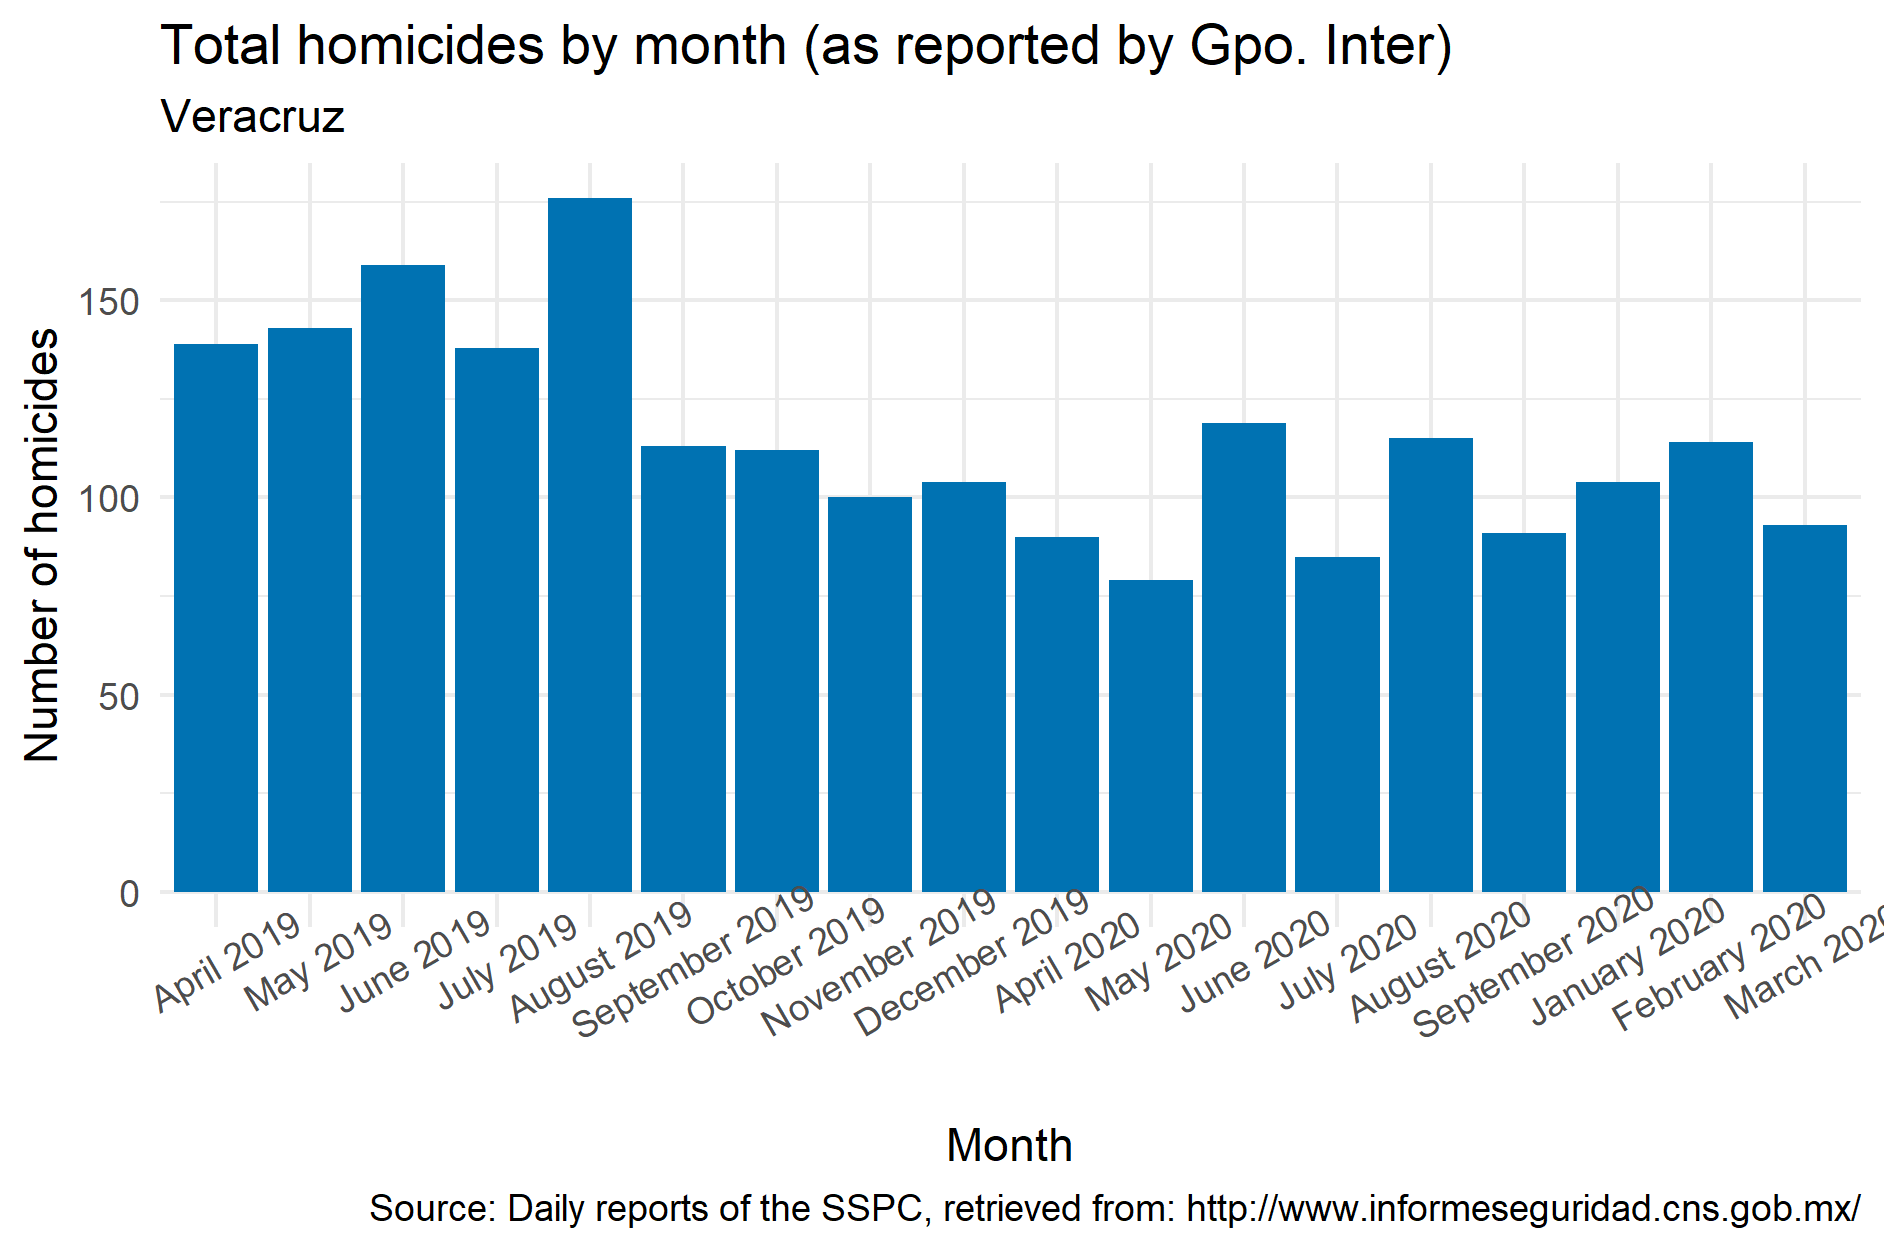 Total homicides by month (as reported by Gpo. Inter)
Veracruz
Number of homicides
150
100
50
0
April 2019
May 2019
June 2019
July 2019
August 2019
September 2019
October 2019
November 2019
December 2019
April 2020
May 2020
June 2020
July 2020
August 2020
September 2020
January 2020
February 2020
March 2020
Month
Source: Daily reports of the SSPC, retrieved from: http://www.informeseguridad.cns.gob.mx/